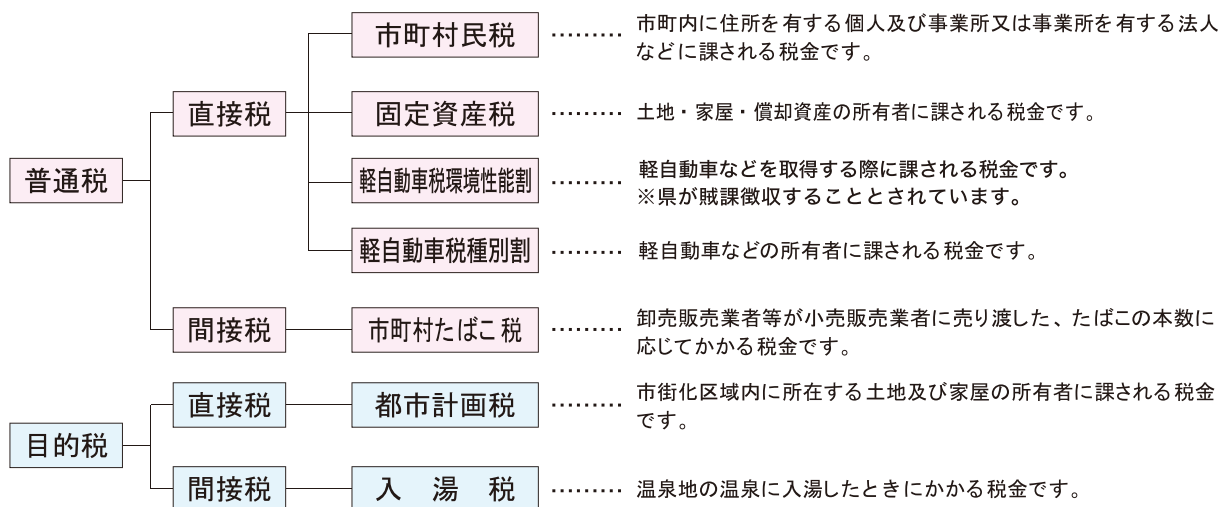 普通税
直接税
市町村民税 ……… 市町内に住所を有する個人及び事業所又は事業所を有する法人
などに課される税金です。
固定資産税 ……… 土地・家屋・償却資産の所有者に課される税金です。
軽自動車税環境性能割 ……… 軽自動車などを取得する際に課される税金です。
※県が賊課徴収することとされています。
軽自動車税種別割 ……… 軽自動車などの所有者に課される税金です。
間接税
市町村たばこ税 ……… 卸売販売業者等が小売販売業者に売り渡した、たばこの本数に
応じてかかる税金です。
目的税
直接税
都市計画税 ……… 市街化区域内に所在する土地及び家屋の所有者に課される税金
です。
間接税
入　湯　税 ……… 温泉地の温泉に入湯したときにかかる税金です。